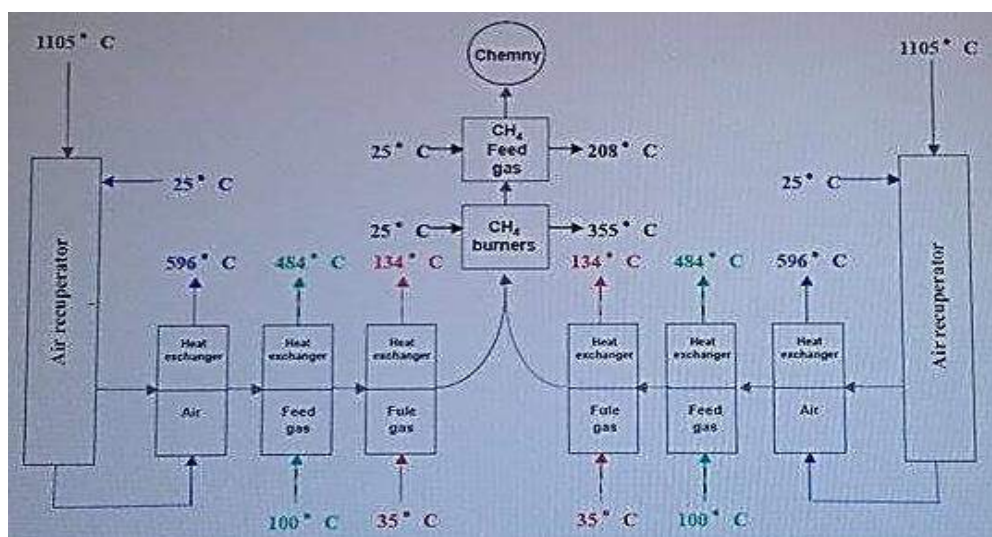 1105° C
1105° C
Chemny
25° C
CH₄
Feed
gas
208° C
25° C
25° C
25° C
CH₄
burners
355° C
596° C
484° C
134° C
134° C
484° C
596° C
Air recuperator
Heat
exchanger
Air
Heat
exchanger
Feed
gas
Heat
exchanger
Fule
gas
Heat
exchanger
Fule
gas
Heat
exchanger
Feed
gas
Heat
exchanger
Air
Air recuperator
100° C
35° C
35° C
100° C